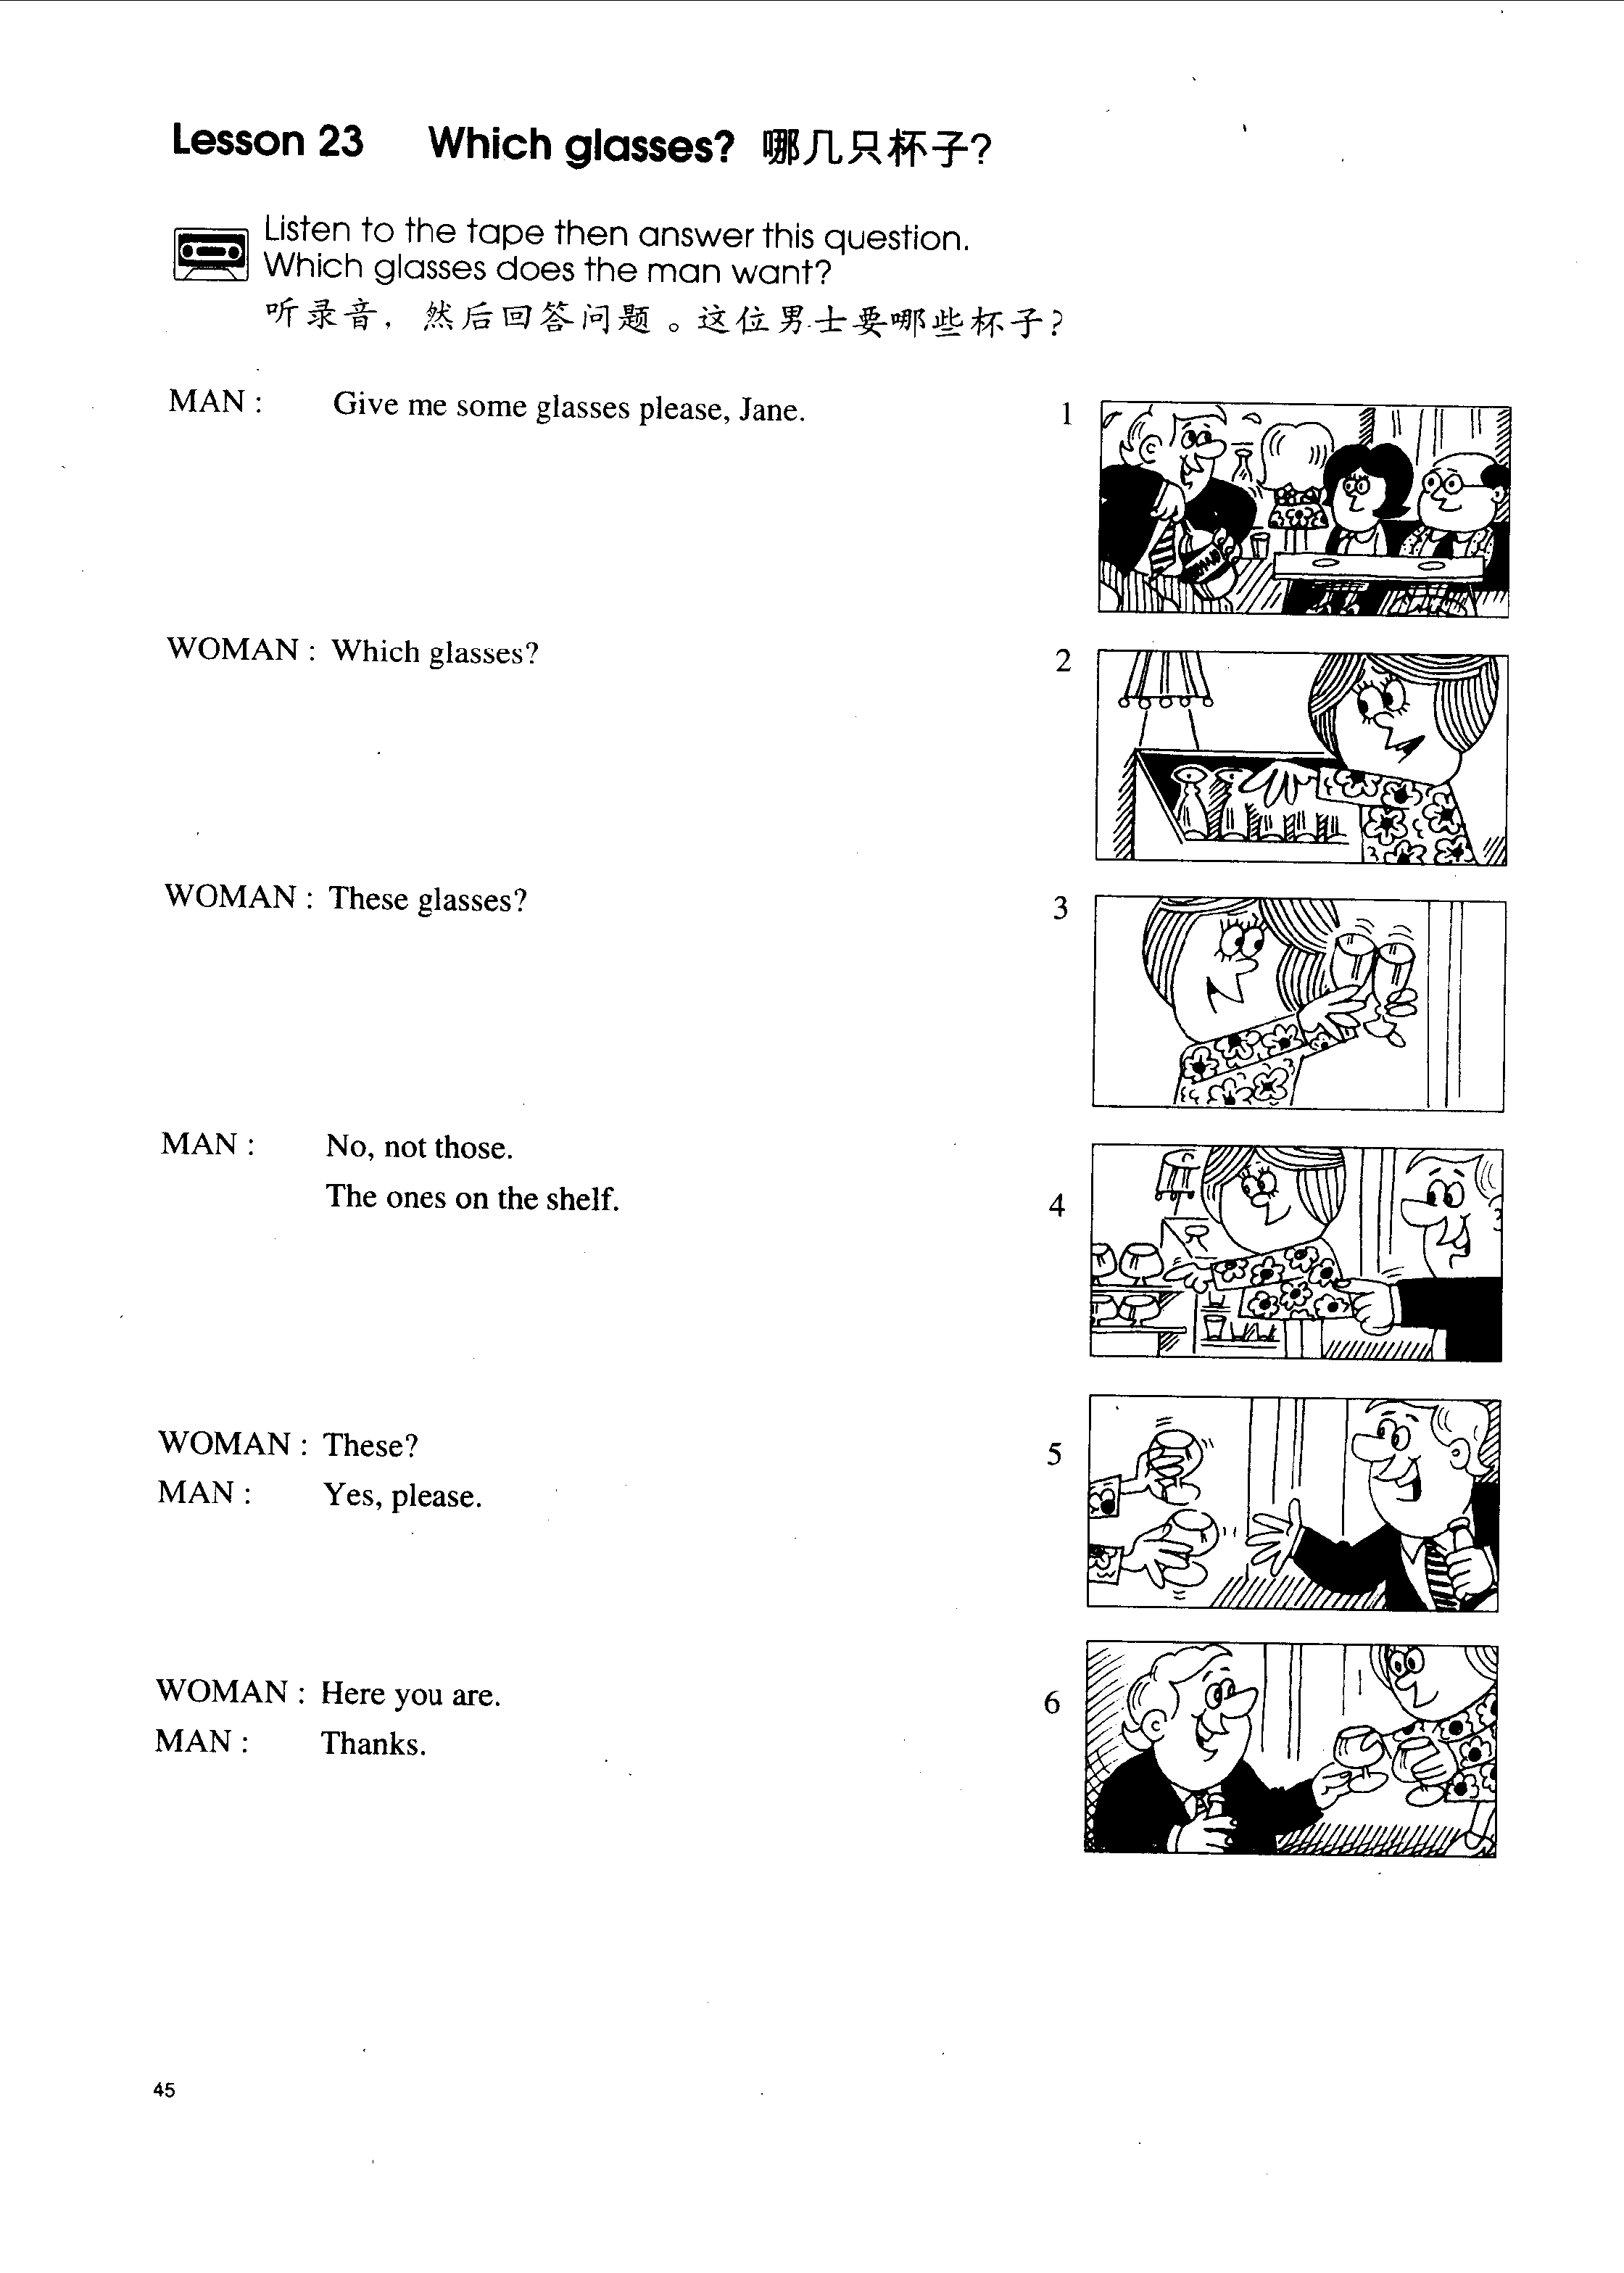 Lesson 23 Which glasses? 哪几只杯子?
Listen to the tape then answer this question.
Which glasses does the man want?
听录音，然后回答问题。这位男士要哪些杯子?
MAN : Give me some glasses please, Jane.
1
WOMAN : Which glasses?
2
WOMAN : These glasses?
3
MAN : No, not those.
The ones on the shelf.
4
WOMAN : These?
5
MAN : Yes, please.
WOMAN : Here you are.
6
MAN : Thanks.
45